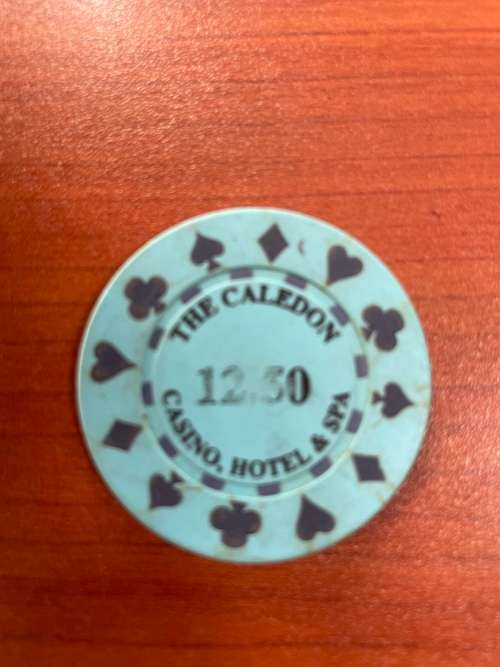 THE CALEDON
12.50
CASINO, HOTEL & SPA